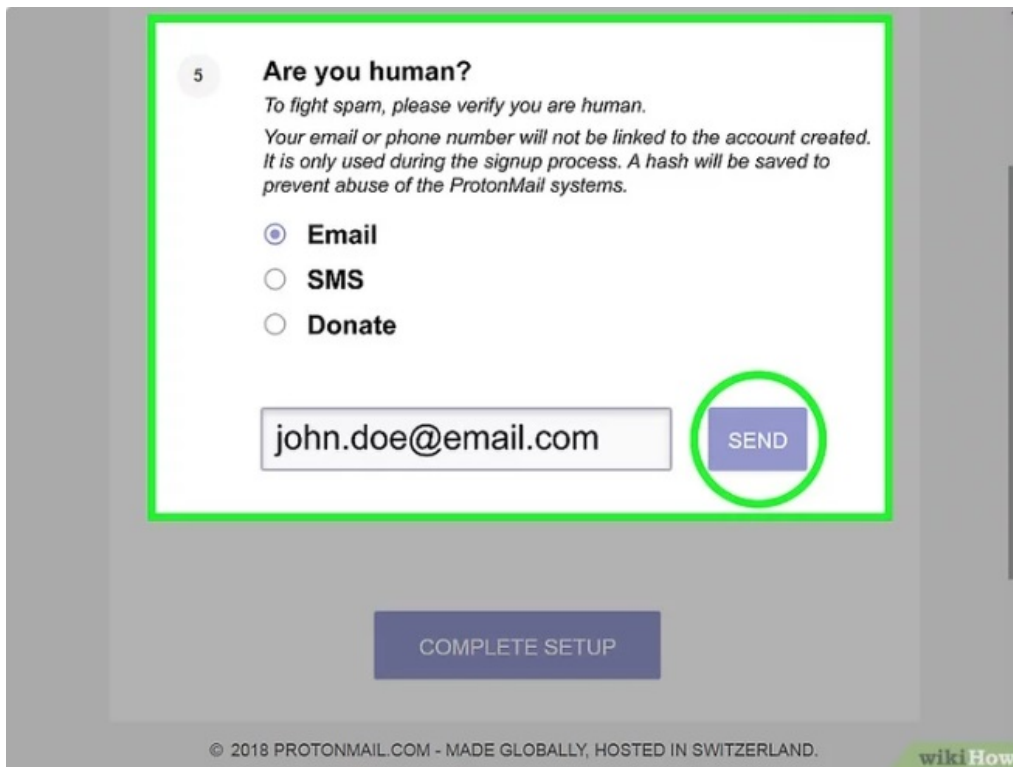 5
Are you human?
To fight spam, please verify you are human.
Your email or phone number will not be linked to the account created.
It is only used during the signup process. A hash will be saved to
prevent abuse of the ProtonMail systems.
Email
SMS
Donate
john.doe@email.com
SEND
COMPLETE SETUP
© 2018 PROTONMAIL.COM - MADE GLOBALLY, HOSTED IN SWITZERLAND.
wikiHow